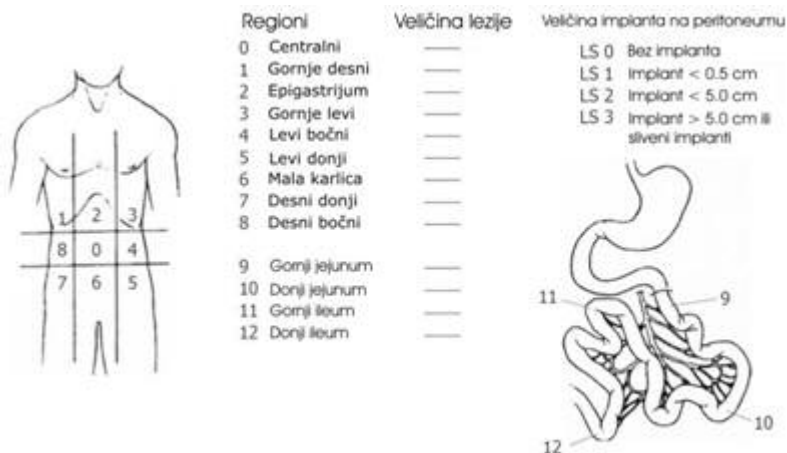 Regioni
Veličina lezije
0 Centralni
1 Gornje desni
2 Epigastrijum
3 Gornje levi
4 Levi bočni
5 Levi donji
6 Mala karlica
7 Desni donji
8 Desni bočni
9 Gornji jejunum
10 Donji jejunum
11 Gornji ileum
12 Donji ileum
Veličina implanta na peritoneumu
LS 0 Bez implanta
LS 1 Implant < 0.5 cm
LS 2 Implant < 5.0 cm
LS 3 Implant > 5.0 cm ili
sliveni implanti
1 2 3
8 0 4
7 6 5
11
9
10
12